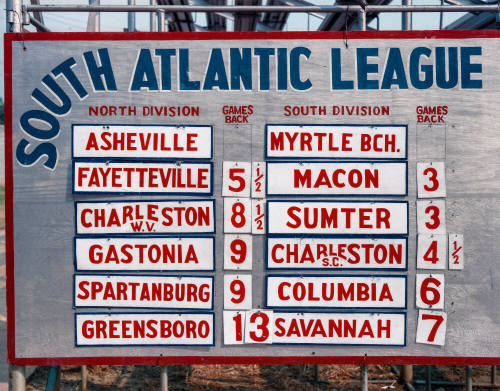 SOUTH ATLANTIC LEAGUE
NORTH DIVISION GAMES BACK SOUTH DIVISION GAMES BACK
ASHEVILLE MYRTLE BCH.
FAYETTEVILLE 5 1/2 MACON 3
CHARLESTON W.V. 8 1/2 SUMTER 3
GASTONIA 9 CHARLESTON S.C. 4 1/2
SPARTANBURG 9 COLUMBIA 6
GREENSBORO 13 SAVANNAH 7